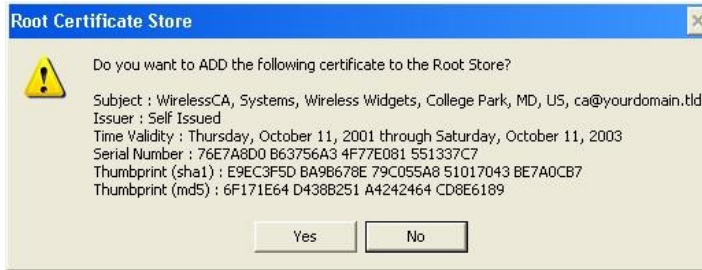 Root Certificate Store
Do you want to ADD the following certificate to the Root Store?
Subject : WirelessCA, Systems, Wireless Widgets, College Park, MD, US, ca@yourdomain.tld
Issuer : Self Issued
Time Validity : Thursday, October 11, 2001 through Saturday, October 11, 2003
Serial Number : 76E7A8D0 B63756A3 4F77E081 551337C7
Thumbprint (sha1) : E9EC3F5D BA9B678E 79C055A8 51017043 BE7A0CB7
Thumbprint (md5) : 6F171E64 D438B251 A4242464 CD8E6189
Yes
No